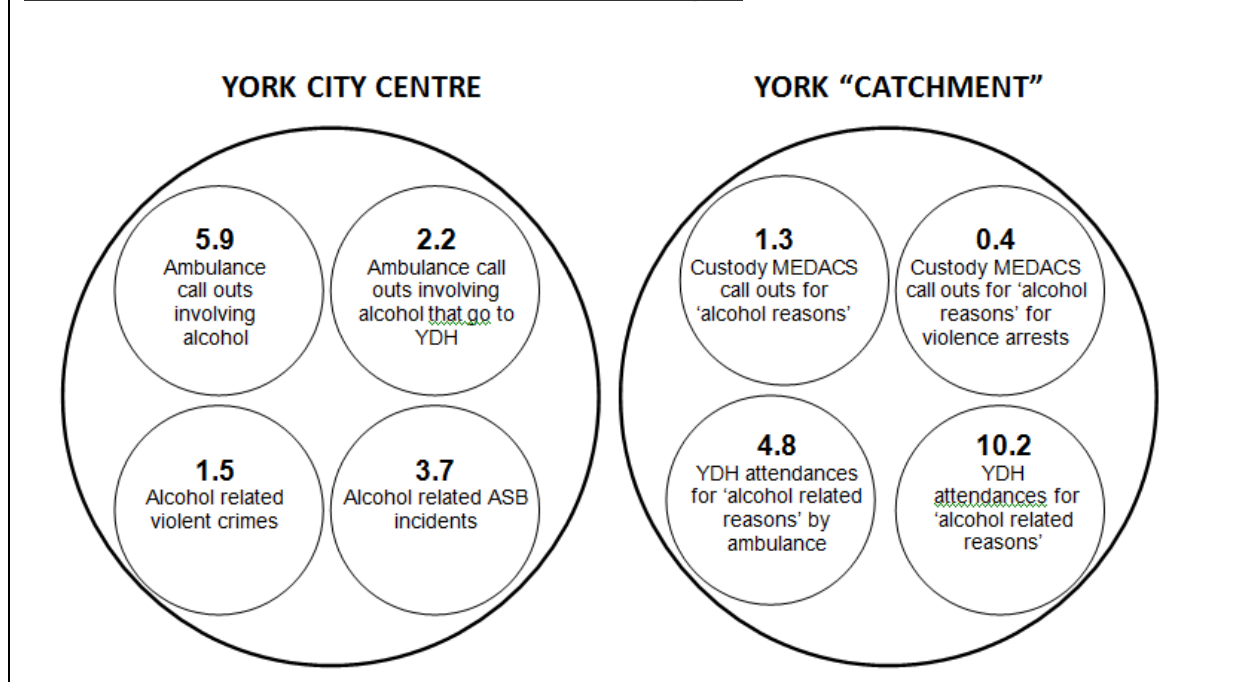 YORK CITY CENTRE
5.9
Ambulance
call outs
involving
alcohol
2.2
Ambulance call
outs involving
alcohol that go to
YDH
1.5
Alcohol related
violent crimes
3.7
Alcohol related ASB
incidents
YORK “CATCHMENT”
1.3
Custody MEDACS
call outs for
‘alcohol reasons’
0.4
Custody MEDACS
call outs for ‘alcohol
reasons’ for
violence arrests
4.8
YDH attendances
for ‘alcohol related
reasons’ by
ambulance
10.2
YDH
attendances for
‘alcohol related
reasons’